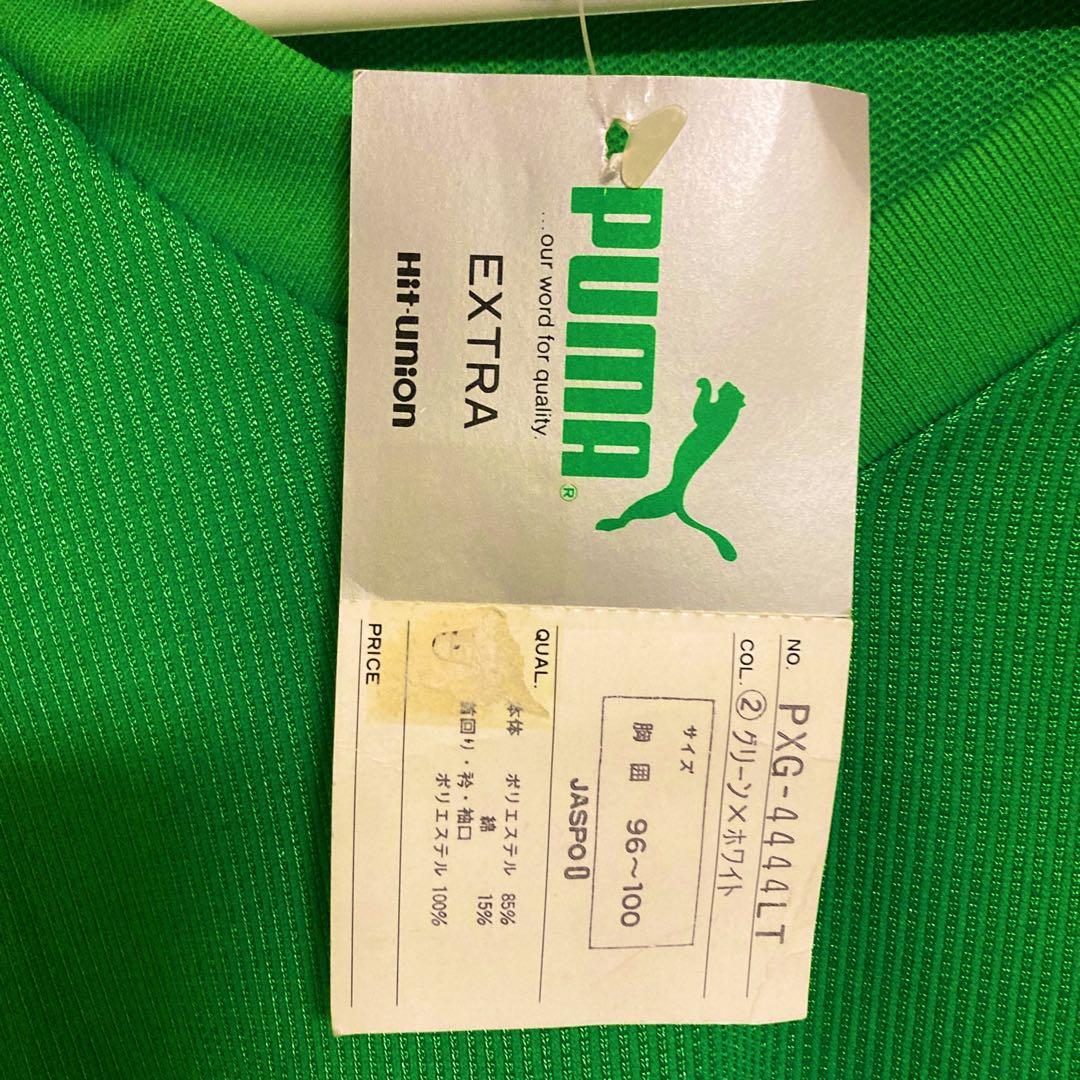 PUMA®
...our word for quality.
EXTRA
Hit-union
NO. PXG-4444LT
COL. ②グリーン×ホワイト
サイズ
胸囲 96~100
JASPO
QUAL.
本体 ポリエステル 85%
綿 15%
首回り・衿・袖口
ポリエステル 100%
PRICE